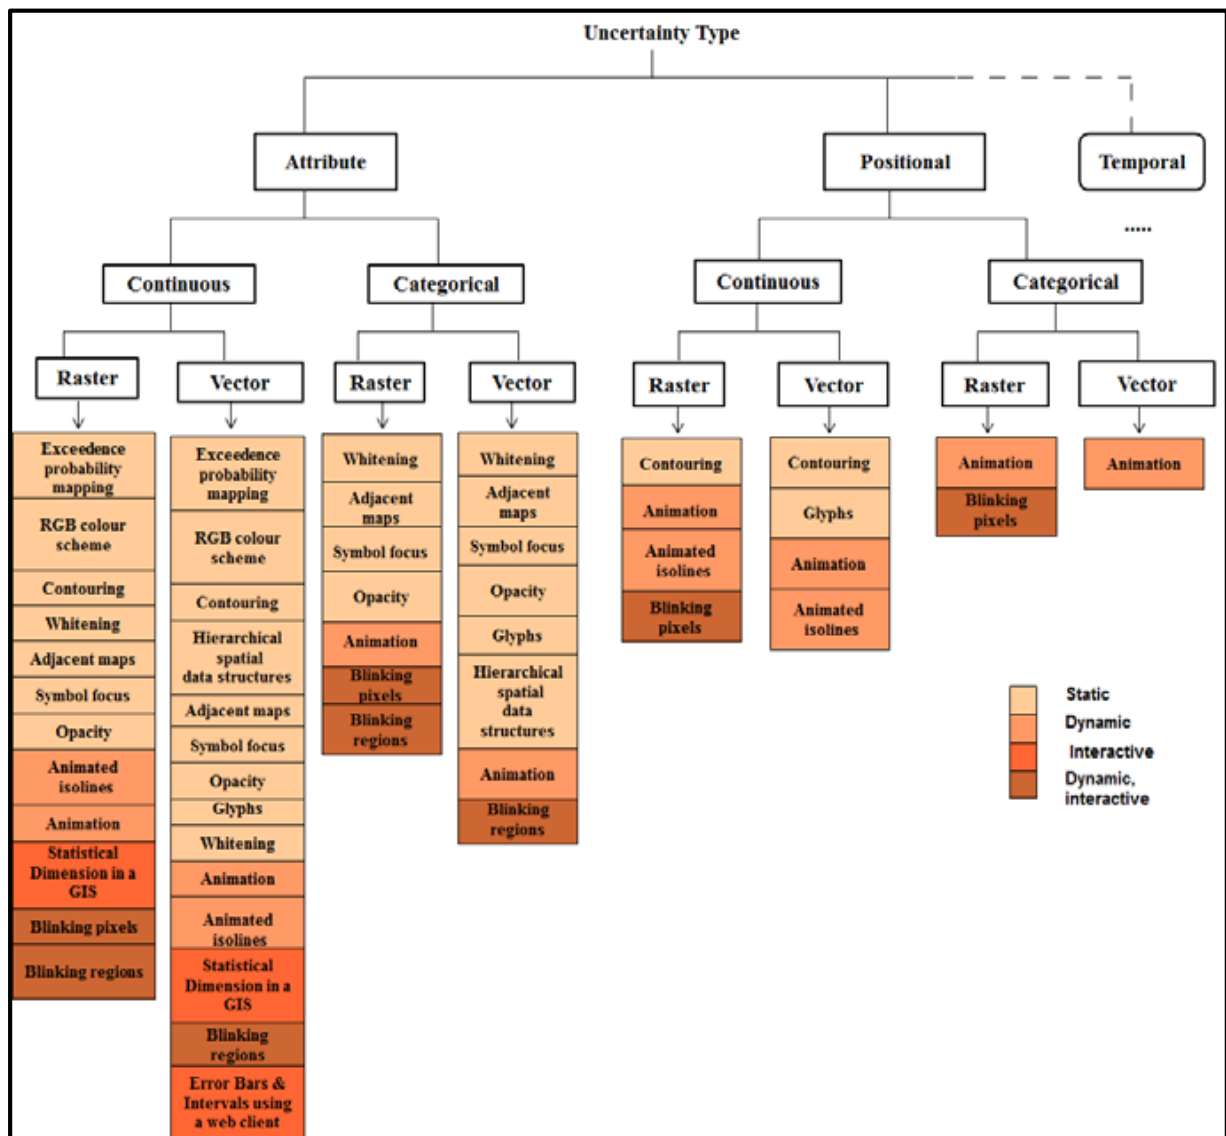 Uncertainty Type
Attribute
Positional
Temporal
.....
Continuous
Categorical
Continuous
Categorical
Raster
Vector
Raster
Vector
Raster
Vector
Raster
Vector
Exceedence
probability
mapping
RGB colour
scheme
Contouring
Whitening
Adjacent maps
Symbol focus
Opacity
Animated
isolines
Animation
Statistical
Dimension in a
GIS
Blinking pixels
Blinking regions
Exceedence
probability
mapping
RGB colour
scheme
Contouring
Hierarchical
spatial
data structures
Adjacent maps
Symbol focus
Opacity
Glyphs
Whitening
Animation
Animated
isolines
Statistical
Dimension in a
GIS
Blinking
regions
Error Bars &
Intervals using
a web client
Whitening
Adjacent
maps
Symbol focus
Opacity
Animation
Blinking
pixels
Blinking
regions
Whitening
Adjacent
maps
Symbol focus
Opacity
Glyphs
Hierarchical
spatial
data
structures
Animation
Blinking
regions
Contouring
Animation
Animated
isolines
Blinking
pixels
Contouring
Glyphs
Animation
Animated
isolines
Animation
Blinking
pixels
Animation
Static
Dynamic
Interactive
Dynamic,
interactive